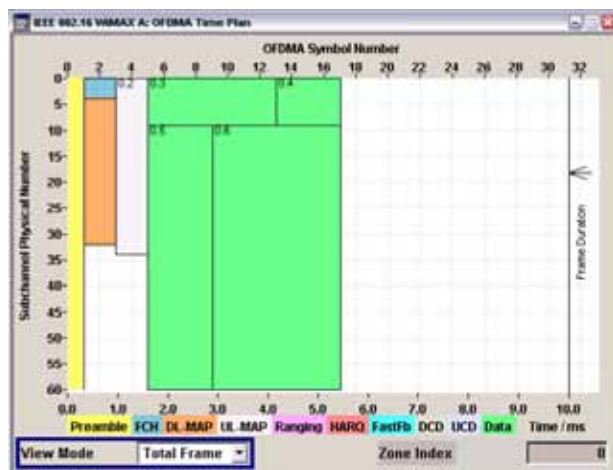 IEEE 802.16 WiMAX A: OFDMA Time Plan
OFDMA Symbol Number
0 2 4 6 8 10 12 14 16 18 20 22 24 26 28 30 32
0.2 0.3 0.4
0.5 0.6
Subchannel Physical Number
0
5
10
15
20
25
30
35
40
45
50
55
60
Frame Duration
0.0 1.0 2.0 3.0 4.0 5.0 6.0 7.0 8.0 9.0 10.0
Preamble FCH DL-MAP UL-MAP Ranging HARQ FastFb DCD UCD Data Time / ms
View Mode Total Frame Zone Index 0